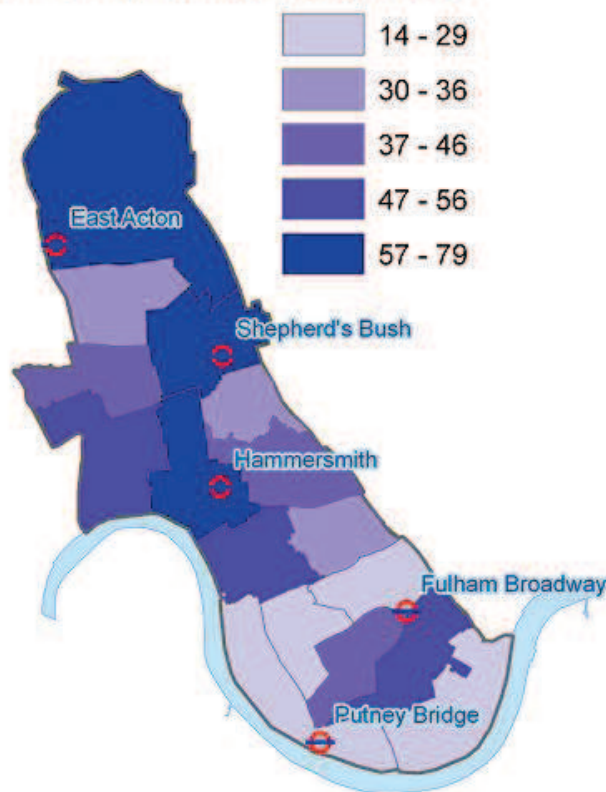 14 - 29
30 - 36
37 - 46
47 - 56
57 - 79
East Acton
Shepherd's Bush
Hammersmith
Fulham Broadway
Putney Bridge